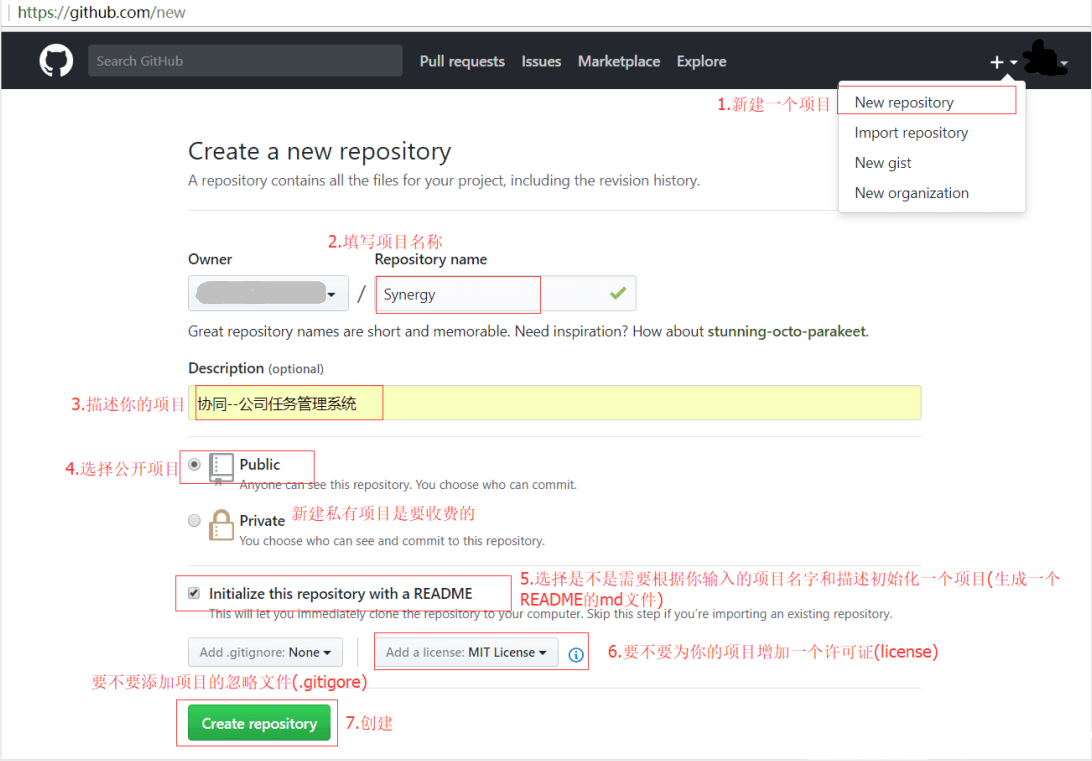 https://github.com/new
Search GitHub
Pull requests
Issues
Marketplace
Explore
1.新建一个项目
New repository
Import repository
New gist
New organization
Create a new repository
A repository contains all the files for your project, including the revision history.
2.填写项目名称
Owner
Repository name
/
Synergy
Great repository names are short and memorable. Need inspiration? How about stunning-octo-parakeet.
Description (optional)
3.描述你的项目
协同--公司任务管理系统
4.选择公开项目
Public
Anyone can see this repository. You choose who can commit.
Private
新建私有项目是要收费的
You choose who can see and commit to this repository.
Initialize this repository with a README
5.选择是不是需要根据你输入的项目名字和描述初始化一个项目(生成一个
README的md文件)
This will let you immediately clone the repository to your computer. Skip this step if you're importing an existing repository.
Add .gitignore: None
Add a license: MIT License
6.要不要为你的项目增加一个许可证(license)
要不要添加项目的忽略文件(.gitigore)
Create repository
7.创建